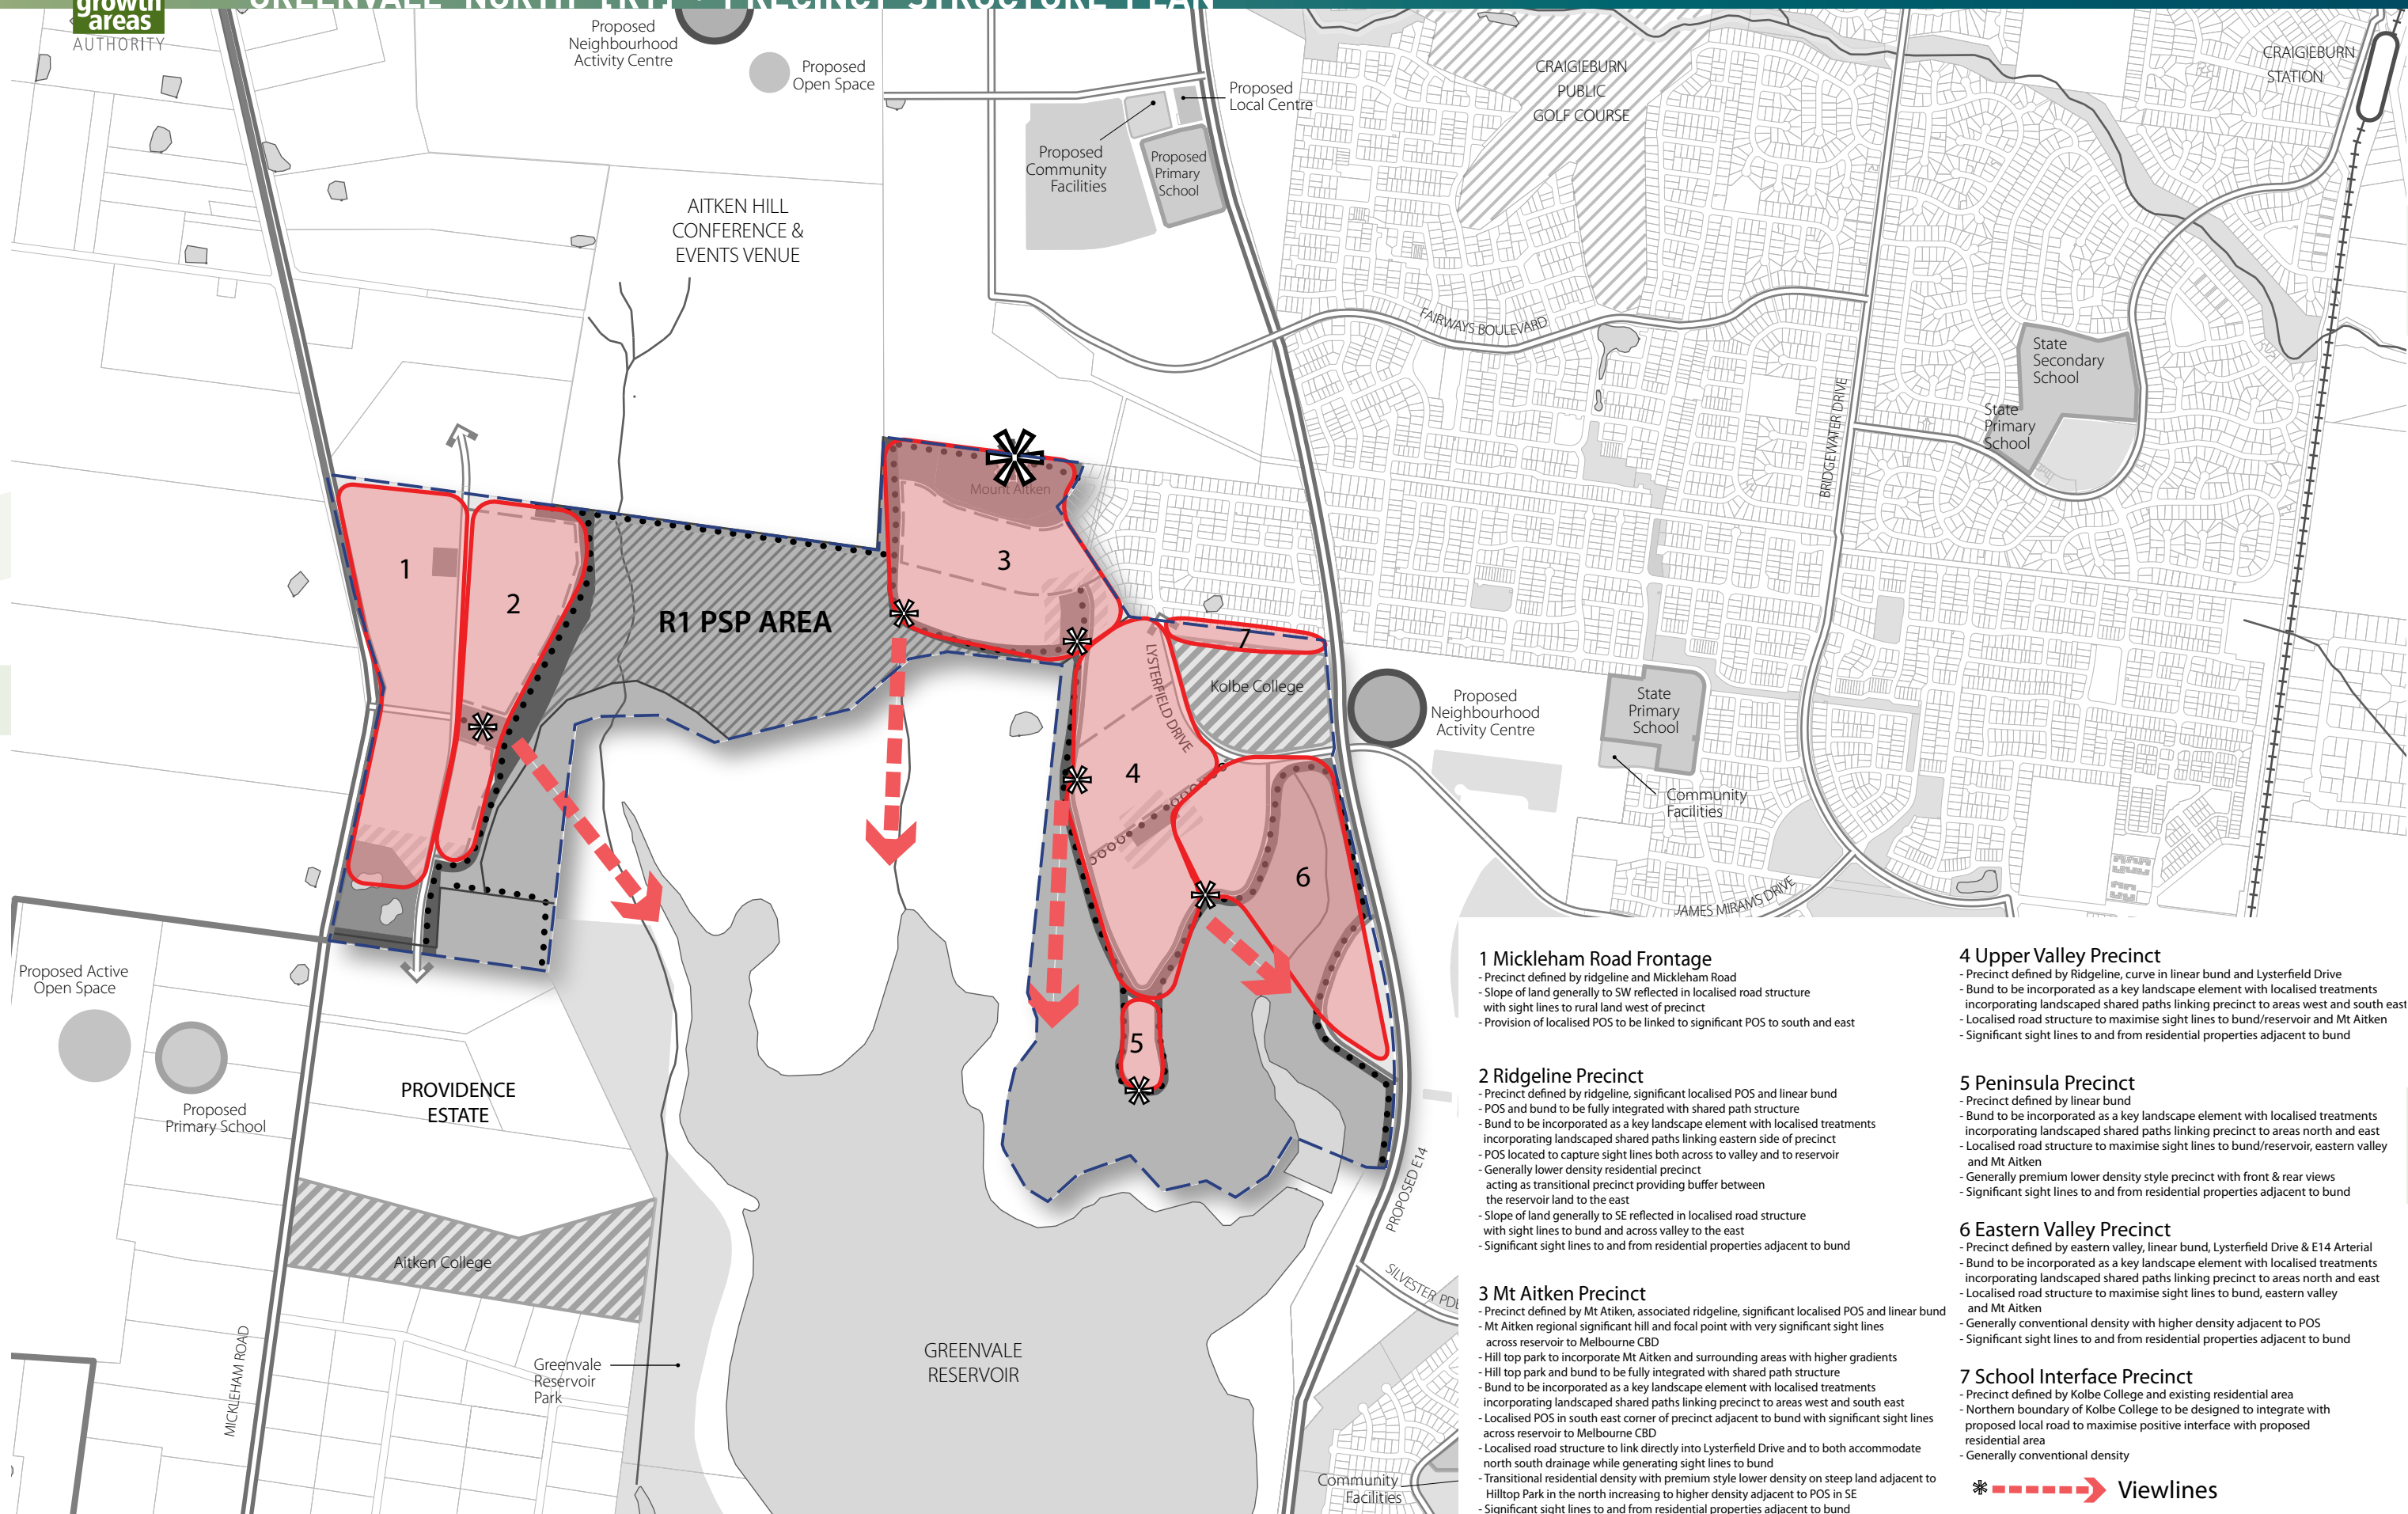 growth
areas
AUTHORITY
GREENVALE NORTH [R1] - PRECINCT STRUCTURE PLAN
Proposed
Neighbourhood
Activity Centre
Proposed
Open Space
Proposed
Local Centre
Proposed
Community
Facilities
Proposed
Primary
School
CRAIGIEBURN
PUBLIC
GOLF COURSE
CRAIGIEBURN
STATION
AITKEN HILL
CONFERENCE &
EVENTS VENUE
FAIRWAYS BOULEVARD
BRIDGEWATER DRIVE
State
Secondary
School
State
Primary
School
Mount Aitken
1
2
3
R1 PSP AREA
7
LYSTERFIELD DRIVE
Kolbe College
4
Proposed
Neighbourhood
Activity Centre
State
Primary
School
Community
Facilities
6
JAMES MIRAMS DRIVE
5
Proposed Active
Open Space
Proposed
Primary School
PROVIDENCE
ESTATE
Aitken College
MICKLEHAM ROAD
Greenvale
Reservoir
Park
GREENVALE
RESERVOIR
PROPOSED E14
SILVESTER PDE
Community
Facilities
1 Mickleham Road Frontage
- Precinct defined by ridgeline and Mickleham Road
- Slope of land generally to SW reflected in localised road structure
with sight lines to rural land west of precinct
- Provision of localised POS to be linked to significant POS to south and east
2 Ridgeline Precinct
- Precinct defined by ridgeline, significant localised POS and linear bund
- POS and bund to be fully integrated with shared path structure
- Bund to be incorporated as a key landscape element with localised treatments
incorporating landscaped shared paths linking eastern side of precinct
- POS located to capture sight lines both across to valley and to reservoir
- Generally lower density residential precinct
acting as transitional precinct providing buffer between
the reservoir land to the east
- Slope of land generally to SE reflected in localised road structure
with sight lines to bund and across valley to the east
- Significant sight lines to and from residential properties adjacent to bund
3 Mt Aitken Precinct
- Precinct defined by Mt Atiken, associated ridgeline, significant localised POS and linear bund
- Mt Aitken regional significant hill and focal point with very significant sight lines
across reservoir to Melbourne CBD
- Hill top park to incorporate Mt Aitken and surrounding areas with higher gradients
- Hill top park and bund to be fully integrated with shared path structure
- Bund to be incorporated as a key landscape element with localised treatments
incorporating landscaped shared paths linking precinct to areas west and south east
- Localised POS in south east corner of precinct adjacent to bund with significant sight lines
across reservoir to Melbourne CBD
- Localised road structure to link directly into Lysterfield Drive and to both accommodate
north south drainage while generating sight lines to bund
- Transitional residential density with premium style lower density on steep land adjacent to
Hilltop Park in the north increasing to higher density adjacent to POS in SE
- Significant sight lines to and from residential properties adjacent to bund
4 Upper Valley Precinct
- Precinct defined by Ridgeline, curve in linear bund and Lysterfield Drive
- Bund to be incorporated as a key landscape element with localised treatments
incorporating landscaped shared paths linking precinct to areas west and south east
- Localised road structure to maximise sight lines to bund/reservoir and Mt Aitken
- Significant sight lines to and from residential properties adjacent to bund
5 Peninsula Precinct
- Precinct defined by linear bund
- Bund to be incorporated as a key landscape element with localised treatments
incorporating landscaped shared paths linking precinct to areas north and east
- Localised road structure to maximise sight lines to bund/reservoir, eastern valley
and Mt Aitken
- Generally premium lower density style precinct with front & rear views
- Significant sight lines to and from residential properties adjacent to bund
6 Eastern Valley Precinct
- Precinct defined by eastern valley, linear bund, Lysterfield Drive & E14 Arterial
- Bund to be incorporated as a key landscape element with localised treatments
incorporating landscaped shared paths linking precinct to areas north and east
- Localised road structure to maximise sight lines to bund, eastern valley
and Mt Aitken
- Generally conventional density with higher density adjacent to POS
- Significant sight lines to and from residential properties adjacent to bund
7 School Interface Precinct
- Precinct defined by Kolbe College and existing residential area
- Northern boundary of Kolbe College to be designed to integrate with
proposed local road to maximise positive interface with proposed
residential area
- Generally conventional density
Viewlines